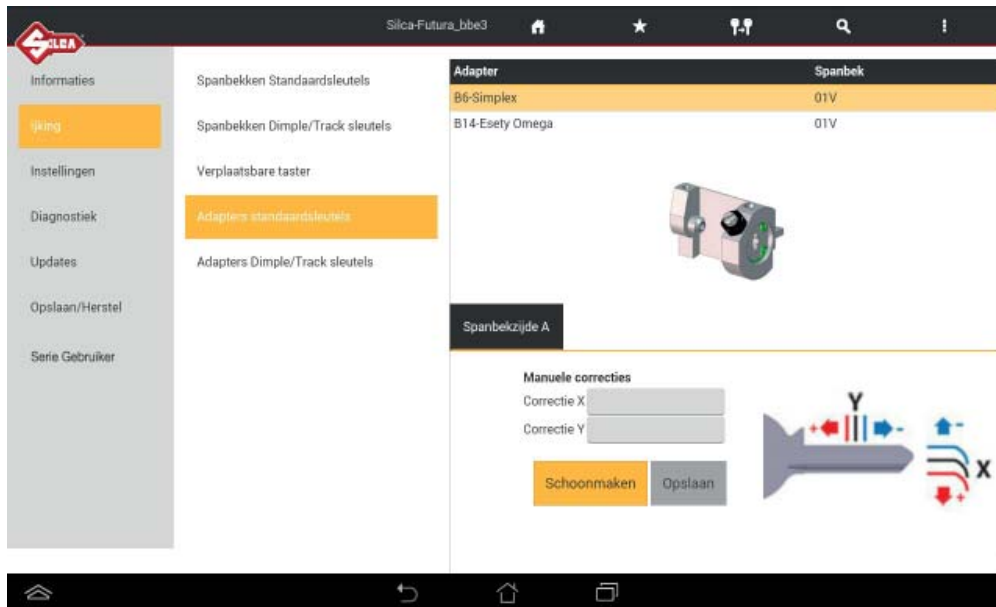 SILCA
Silca-Futura_bbe3
Informaties
Ijking
Instellingen
Diagnostiek
Updates
Opslaan/Herstel
Serie Gebruiker
Spanbekken Standaardsleutels
Spanbekken Dimple/Track sleutels
Verplaatsbare taster
Adapters standaardsleutels
Adapters Dimple/Track sleutels
Adapter Spanbek
B6-Simplex 01V
B14-Esety Omega 01V
Spanbekzijde A
Manuele correcties
Correctie X
Correctie Y
Schoonmaken Opslaan
Y
+ -
-
X
+